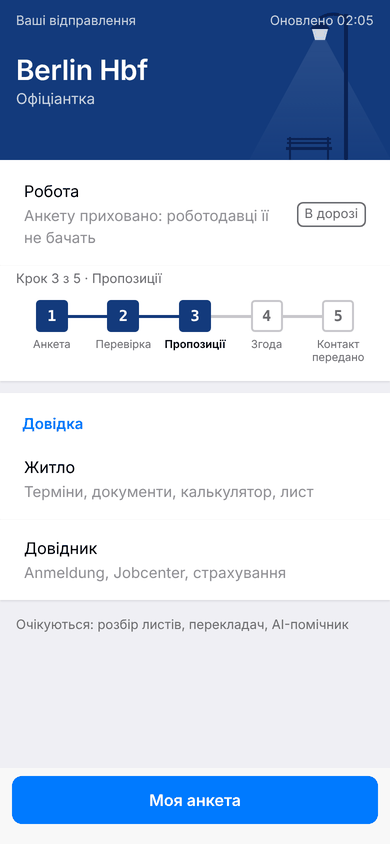 Ваші відправлення
Оновлено 02:05
Berlin Hbf
Офіціантка
Робота
Анкету приховано: роботодавці її
не бачать
В дорозі
Крок 3 з 5 · Пропозиції
1 2 3 4 5
Анкета Перевірка Пропозиції Згода Контакт
передано
Довідка
Житло
Терміни, документи, калькулятор, лист
Довідник
Anmeldung, Jobcenter, страхування
Очікуються: розбір листів, перекладач, AI-помічник
Моя анкета